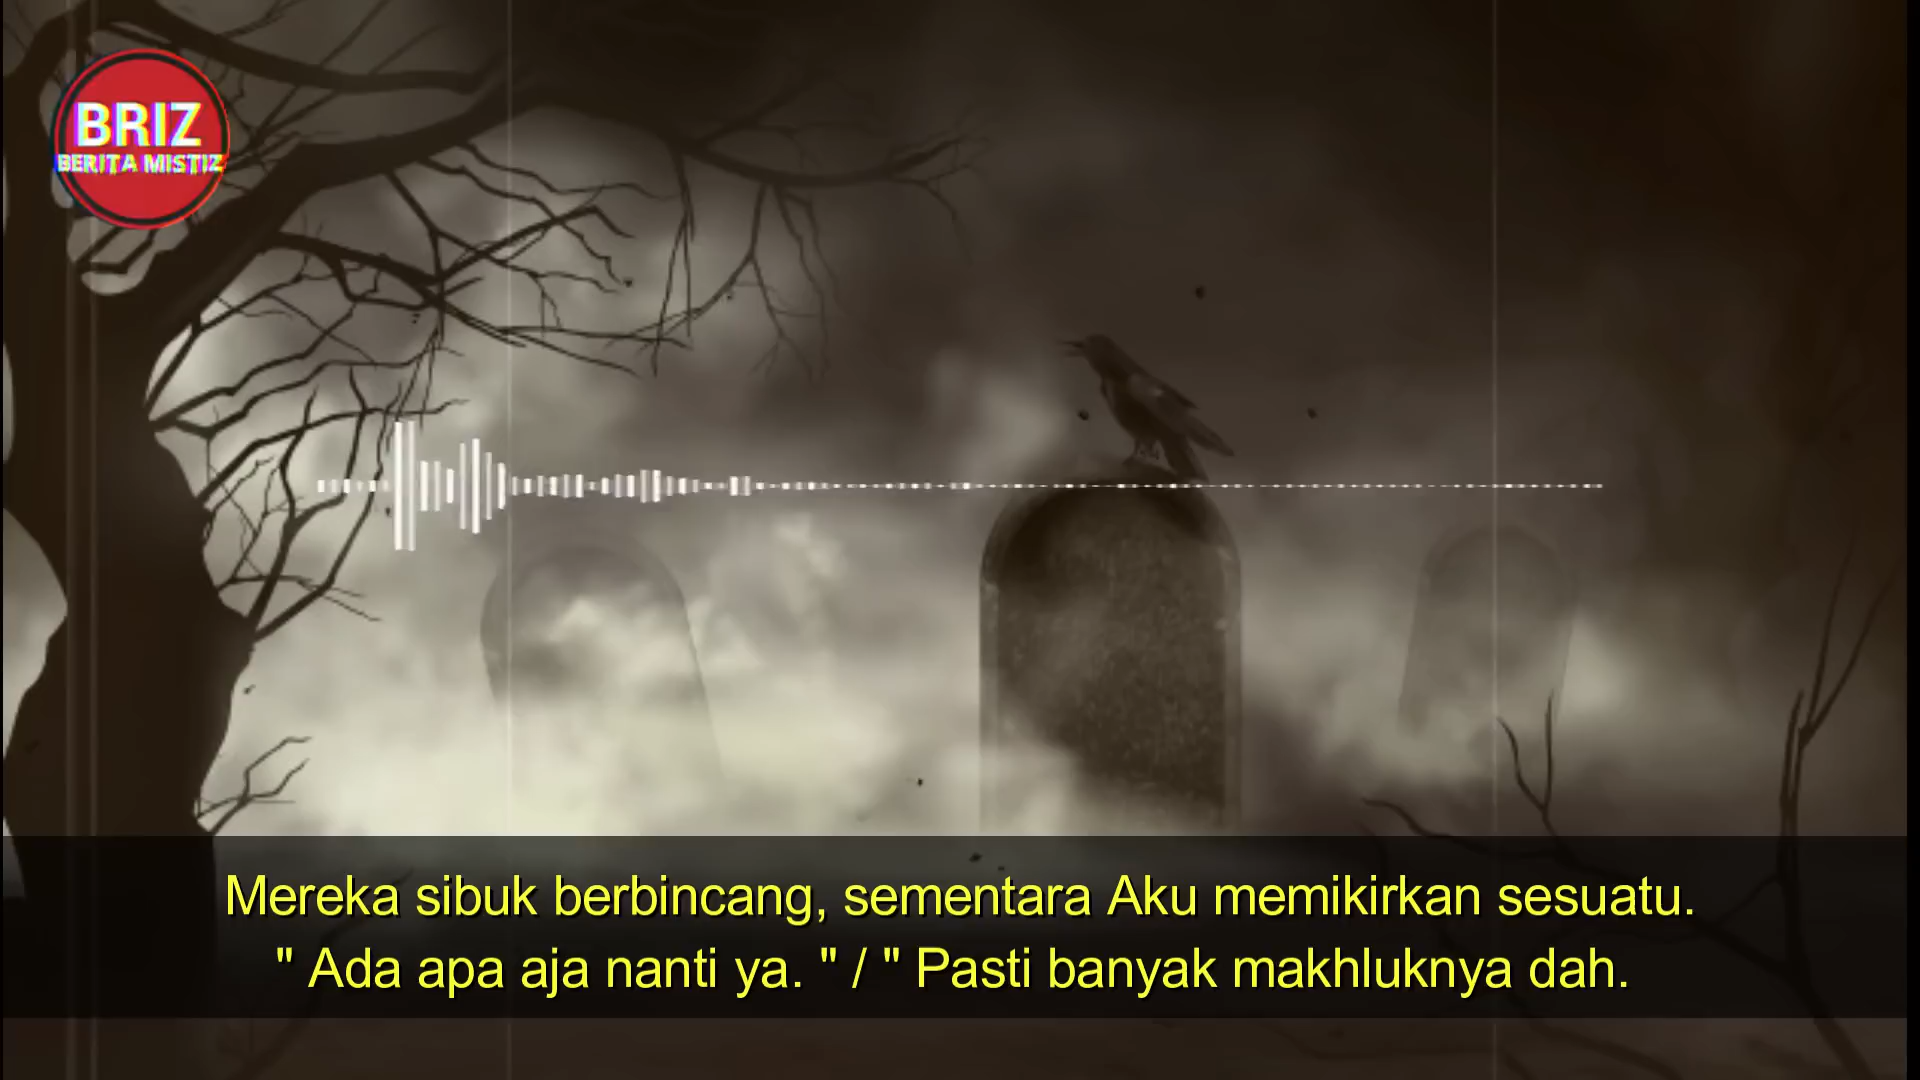 BRIZ
BERITA MISTIZ
Mereka sibuk berbincang, sementara Aku memikirkan sesuatu.
" Ada apa aja nanti ya. " / " Pasti banyak makhluknya dah.